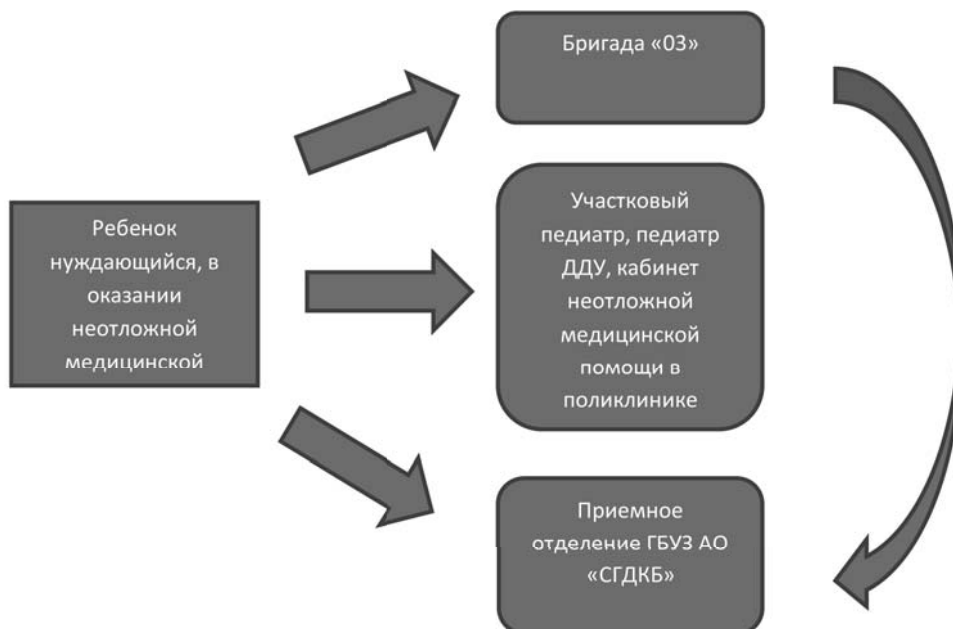 Бригада «03»
Ребенок
нуждающийся, в
оказании
неотложной
медицинской
Участковый
педиатр, педиатр
ДДУ, кабинет
неотложной
медицинской
помощи в
поликлинике
Приемное
отделение ГБУЗ АО
«СГДКБ»